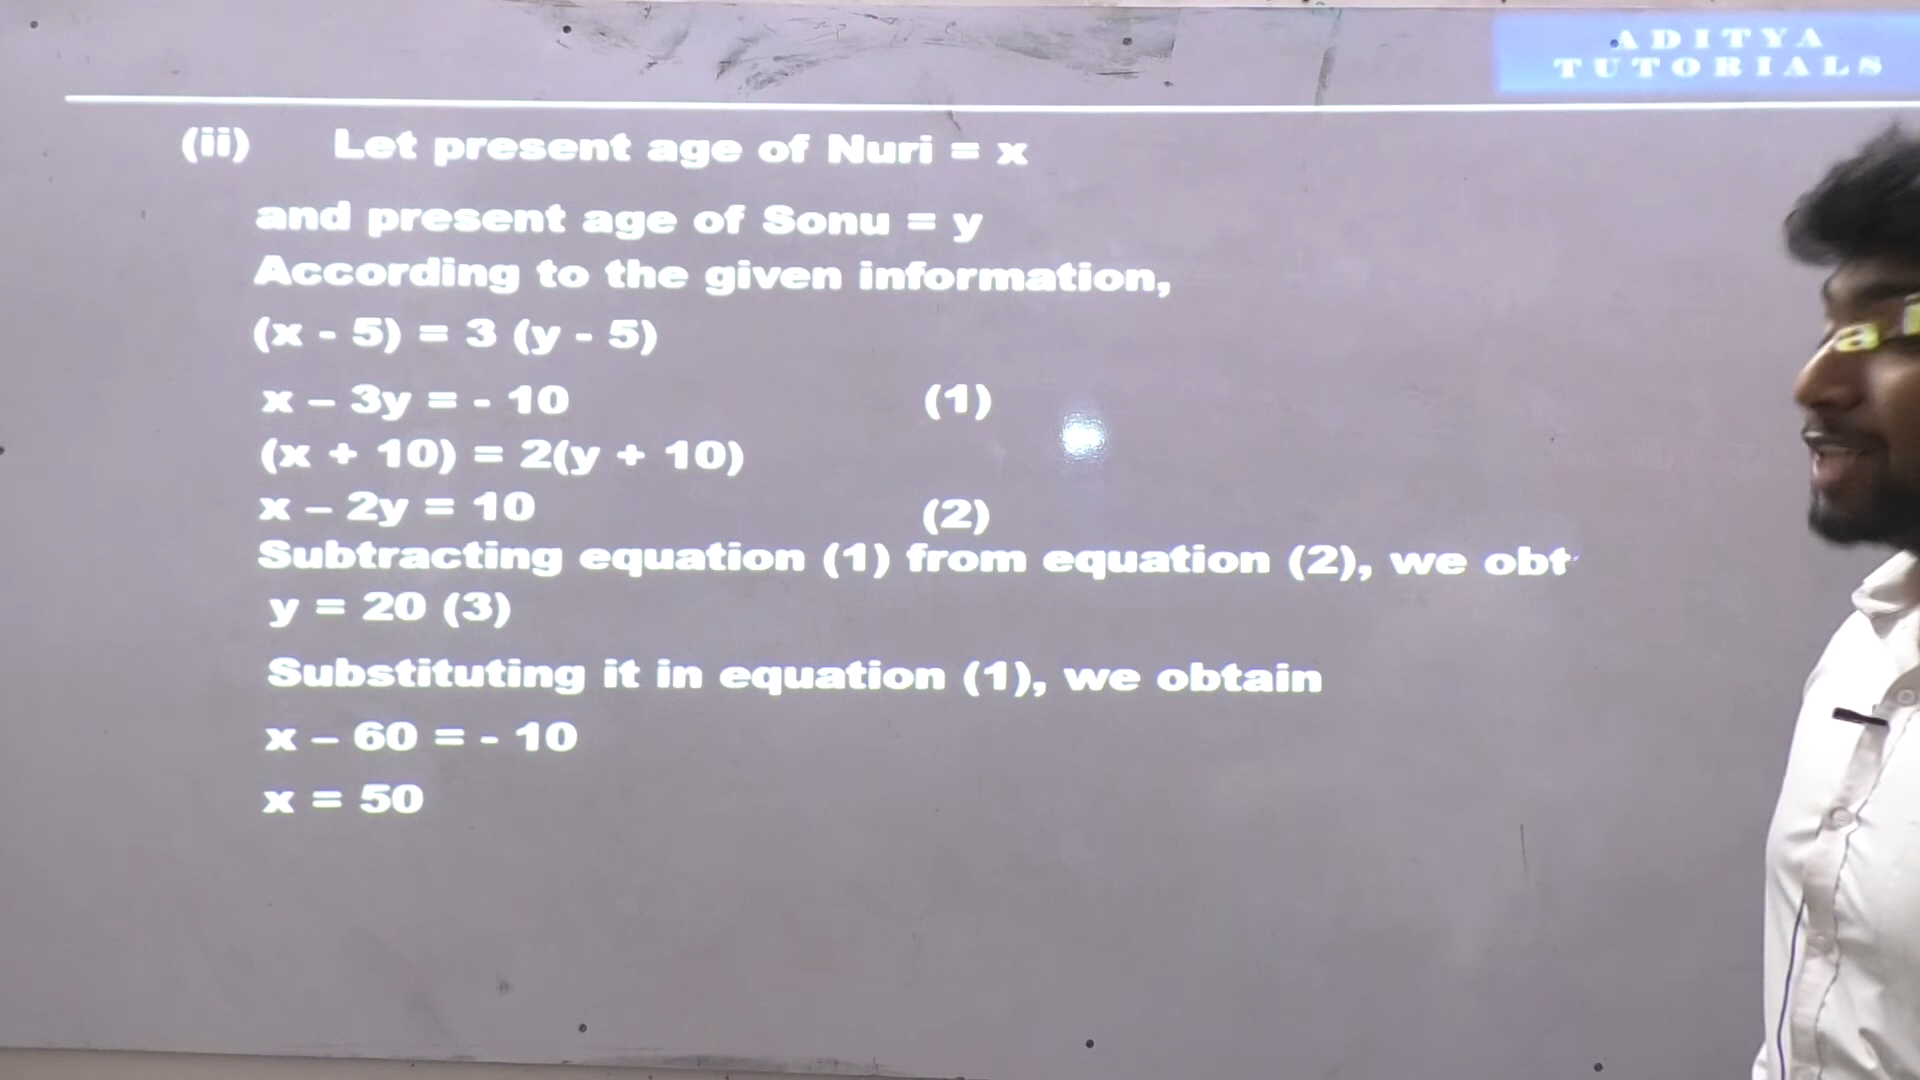 ADITYA
TUTORIALS
(ii) Let present age of Nuri = x
and present age of Sonu = y
According to the given information,
(x - 5) = 3 (y - 5)
x – 3y = - 10 (1)
(x + 10) = 2(y + 10)
x – 2y = 10 (2)
Subtracting equation (1) from equation (2), we obt
y = 20 (3)
Substituting it in equation (1), we obtain
x – 60 = - 10
x = 50